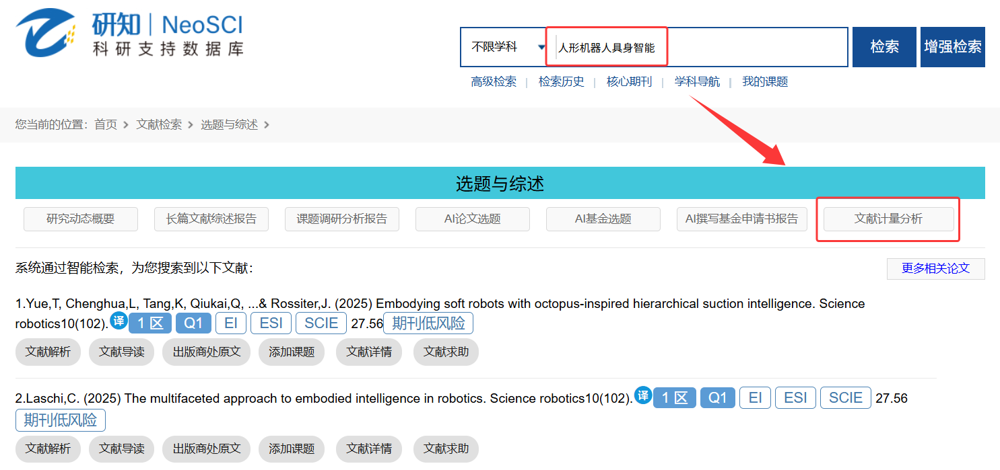 研知 | NeoSCI
科研支持数据库
不限学科 人形机器人具身智能 检索 增强检索
高级检索 | 检索历史 | 核心期刊 | 学科导航 | 我的课题
您当前的位置：首页 > 文献检索 > 选题与综述 >
选题与综述
研究动态概要 长篇文献综述报告 课题调研分析报告 AI论文选题 AI基金选题 AI撰写基金申请书报告 文献计量分析
系统通过智能检索，为您搜索到以下文献： 更多相关论文
1.Yue,T, Chenghua,L, Tang,K, Qiukai,Q, ...& Rossiter,J. (2025) Embodying soft robots with octopus-inspired hierarchical suction intelligence. Science
robotics10(102). 译 1 区 Q1 EI ESI SCIE 27.56 期刊低风险
文献解析 文献导读 出版商处原文 添加课题 文献详情 文献求助
2.Laschi,C. (2025) The multifaceted approach to embodied intelligence in robotics. Science robotics10(102). 译 1 区 Q1 EI ESI SCIE 27.56
期刊低风险
文献解析 文献导读 出版商处原文 添加课题 文献详情 文献求助